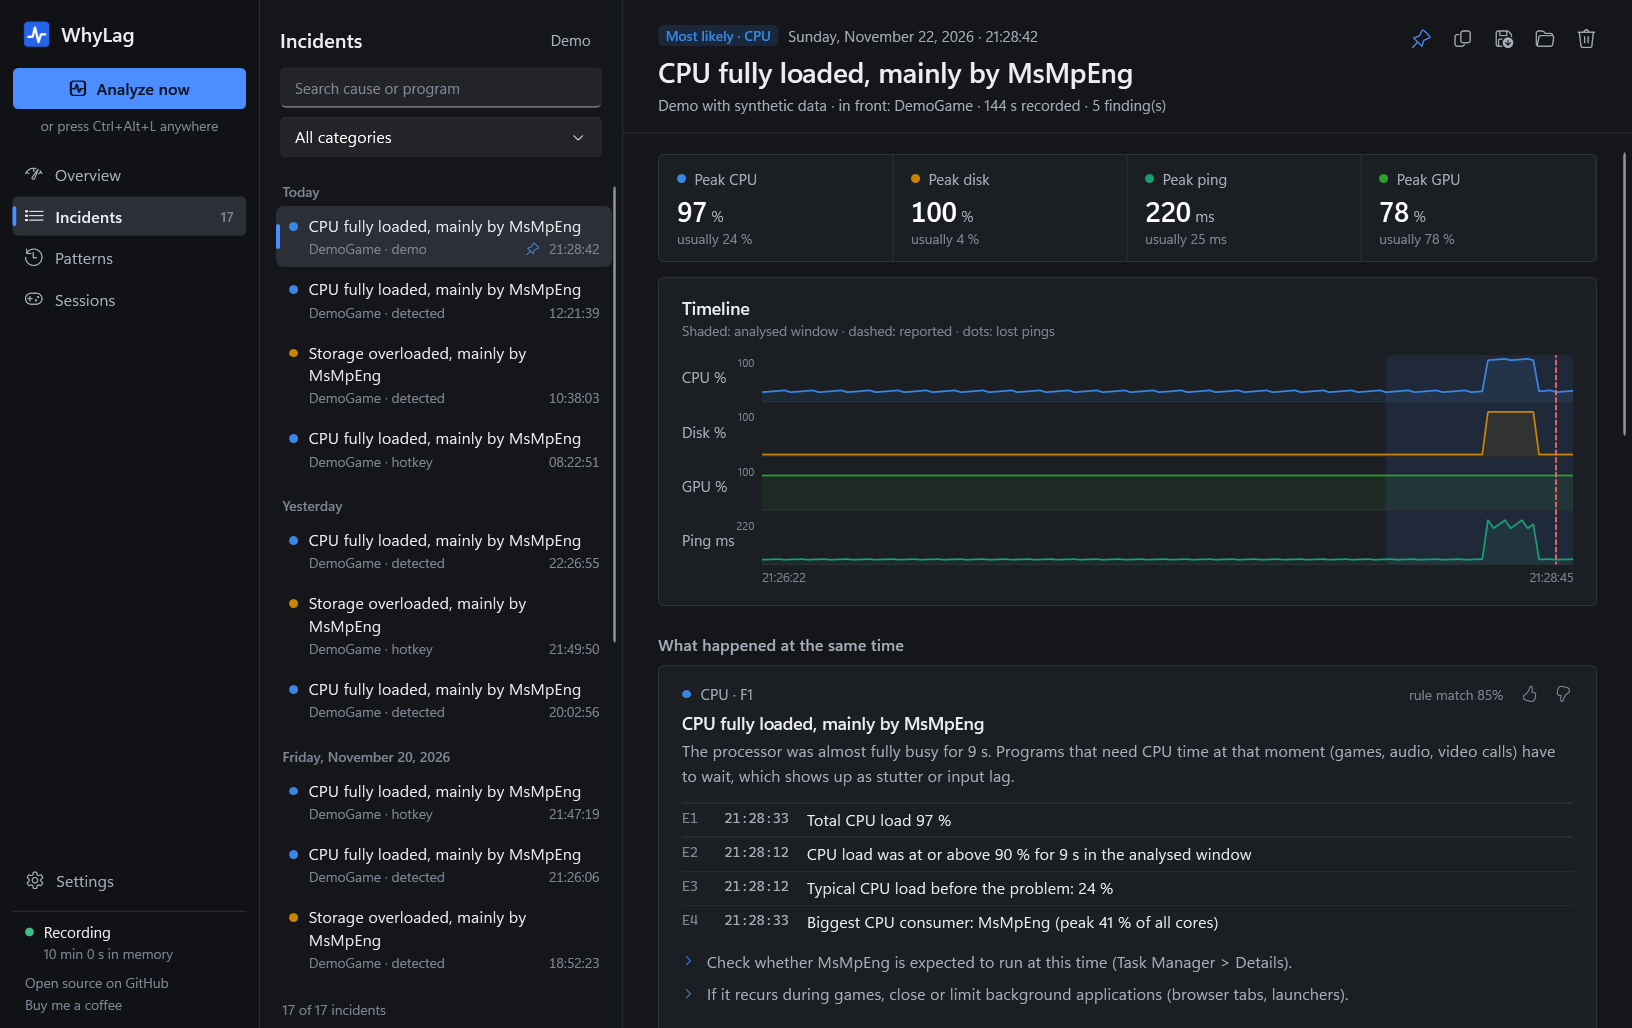 WhyLag
Analyze now
or press Ctrl+Alt+L anywhere
Overview
Incidents 17
Patterns
Sessions
Settings
Recording
10 min 0 s in memory
Open source on GitHub
Buy me a coffee
Incidents Demo
Search cause or program
All categories
Today
CPU fully loaded, mainly by MsMpEng
DemoGame · demo 21:28:42
CPU fully loaded, mainly by MsMpEng
DemoGame · detected 12:21:39
Storage overloaded, mainly by
MsMpEng
DemoGame · detected 10:38:03
CPU fully loaded, mainly by MsMpEng
DemoGame · hotkey 08:22:51
Yesterday
CPU fully loaded, mainly by MsMpEng
DemoGame · detected 22:26:55
Storage overloaded, mainly by
MsMpEng
DemoGame · hotkey 21:49:50
CPU fully loaded, mainly by MsMpEng
DemoGame · detected 20:02:56
Friday, November 20, 2026
CPU fully loaded, mainly by MsMpEng
DemoGame · hotkey 21:47:19
CPU fully loaded, mainly by MsMpEng
DemoGame · detected 21:26:06
Storage overloaded, mainly by
MsMpEng
DemoGame · detected 18:52:23
17 of 17 incidents
Most likely · CPU Sunday, November 22, 2026 · 21:28:42
CPU fully loaded, mainly by MsMpEng
Demo with synthetic data · in front: DemoGame · 144 s recorded · 5 finding(s)
Peak CPU
97 %
usually 24 %
Peak disk
100 %
usually 4 %
Peak ping
220 ms
usually 25 ms
Peak GPU
78 %
usually 78 %
Timeline
Shaded: analysed window · dashed: reported · dots: lost pings
100
CPU %
100
Disk %
100
GPU %
220
Ping ms
21:26:22 21:28:45
What happened at the same time
CPU · F1 rule match 85%
CPU fully loaded, mainly by MsMpEng
The processor was almost fully busy for 9 s. Programs that need CPU time at that moment (games, audio, video calls) have
to wait, which shows up as stutter or input lag.
E1 21:28:33 Total CPU load 97 %
E2 21:28:12 CPU load was at or above 90 % for 9 s in the analysed window
E3 21:28:12 Typical CPU load before the problem: 24 %
E4 21:28:33 Biggest CPU consumer: MsMpEng (peak 41 % of all cores)
Check whether MsMpEng is expected to run at this time (Task Manager > Details).
If it recurs during games, close or limit background applications (browser tabs, launchers).